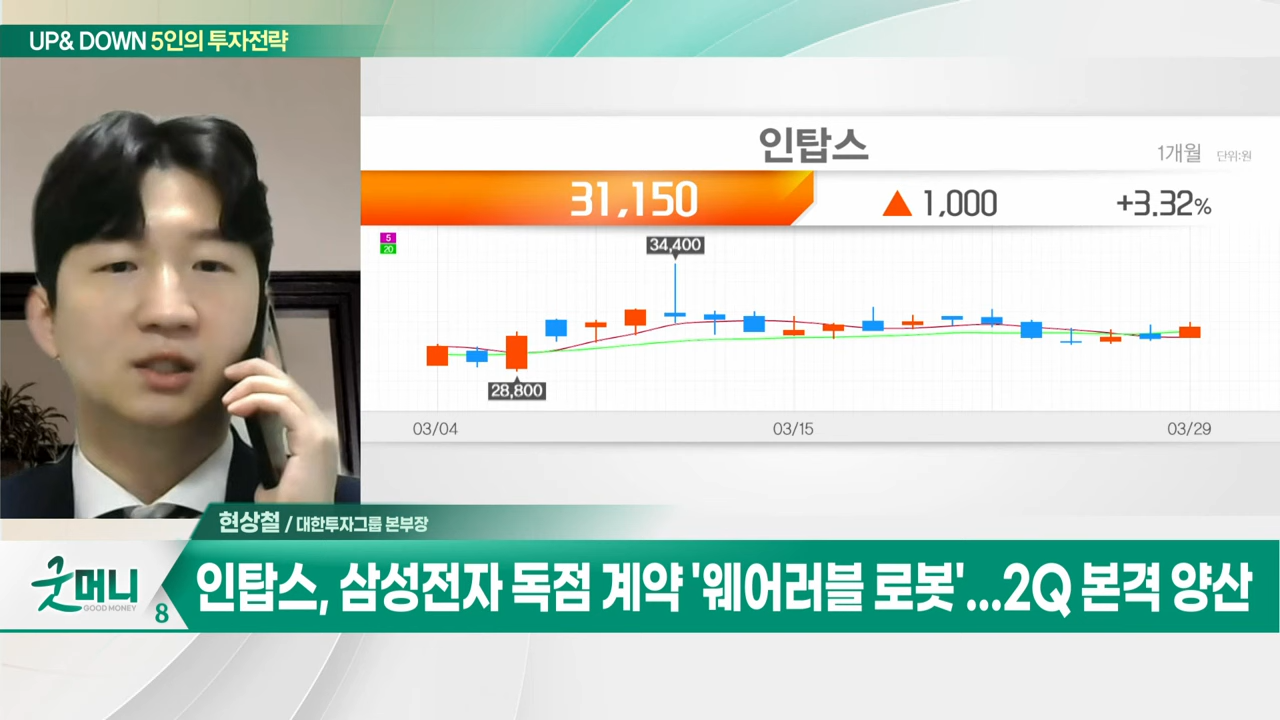 UP& DOWN 5인의 투자전략
인탑스
1개월 단위:원
31,150 ▲ 1,000 +3.32%
5
20
34,400
28,800
03/04 03/15 03/29
현상철 / 대한투자그룹 본부장
굿머니
GOOD MONEY
8
인탑스, 삼성전자 독점 계약 '웨어러블 로봇'...2Q 본격 양산